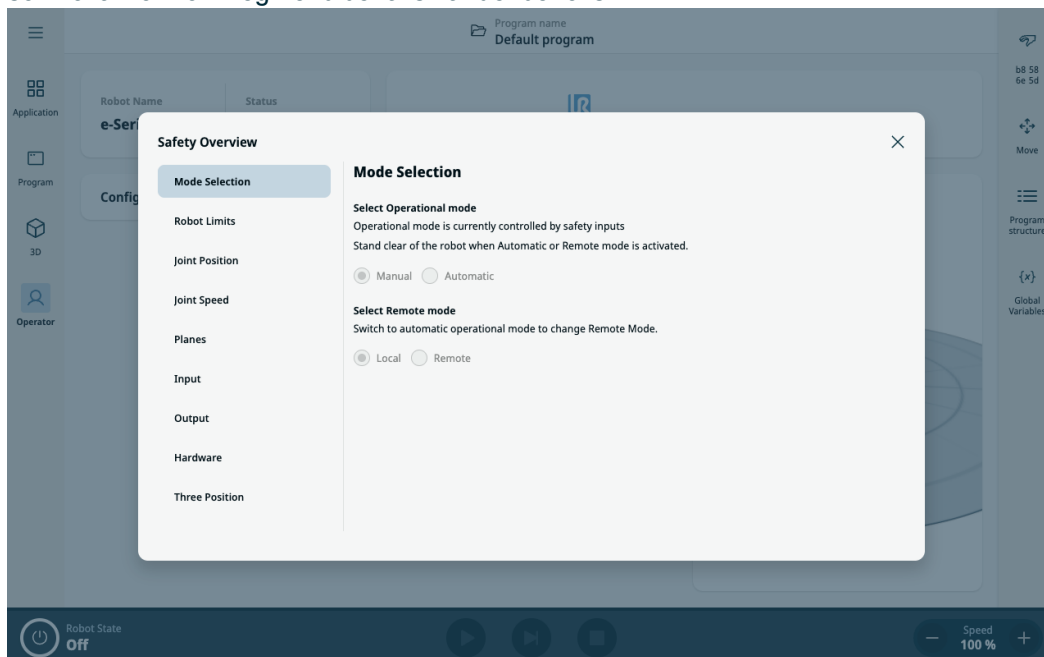 Program name
Default program
b8 58
6e 5d
Application
Robot Name
Status
e-Seri
Safety Overview
Move
Mode Selection
Mode Selection
Program
Config
Select Operational mode
Robot Limits
Operational mode is currently controlled by safety inputs
Program
structure
Stand clear of the robot when Automatic or Remote mode is activated.
3D
Joint Position
Manual
Automatic
{x}
Joint Speed
Select Remote mode
Global
Variables
Operator
Switch to automatic operational mode to change Remote Mode.
Planes
Local
Remote
Input
Output
Hardware
Three Position
Robot State
Off
Speed
100 %